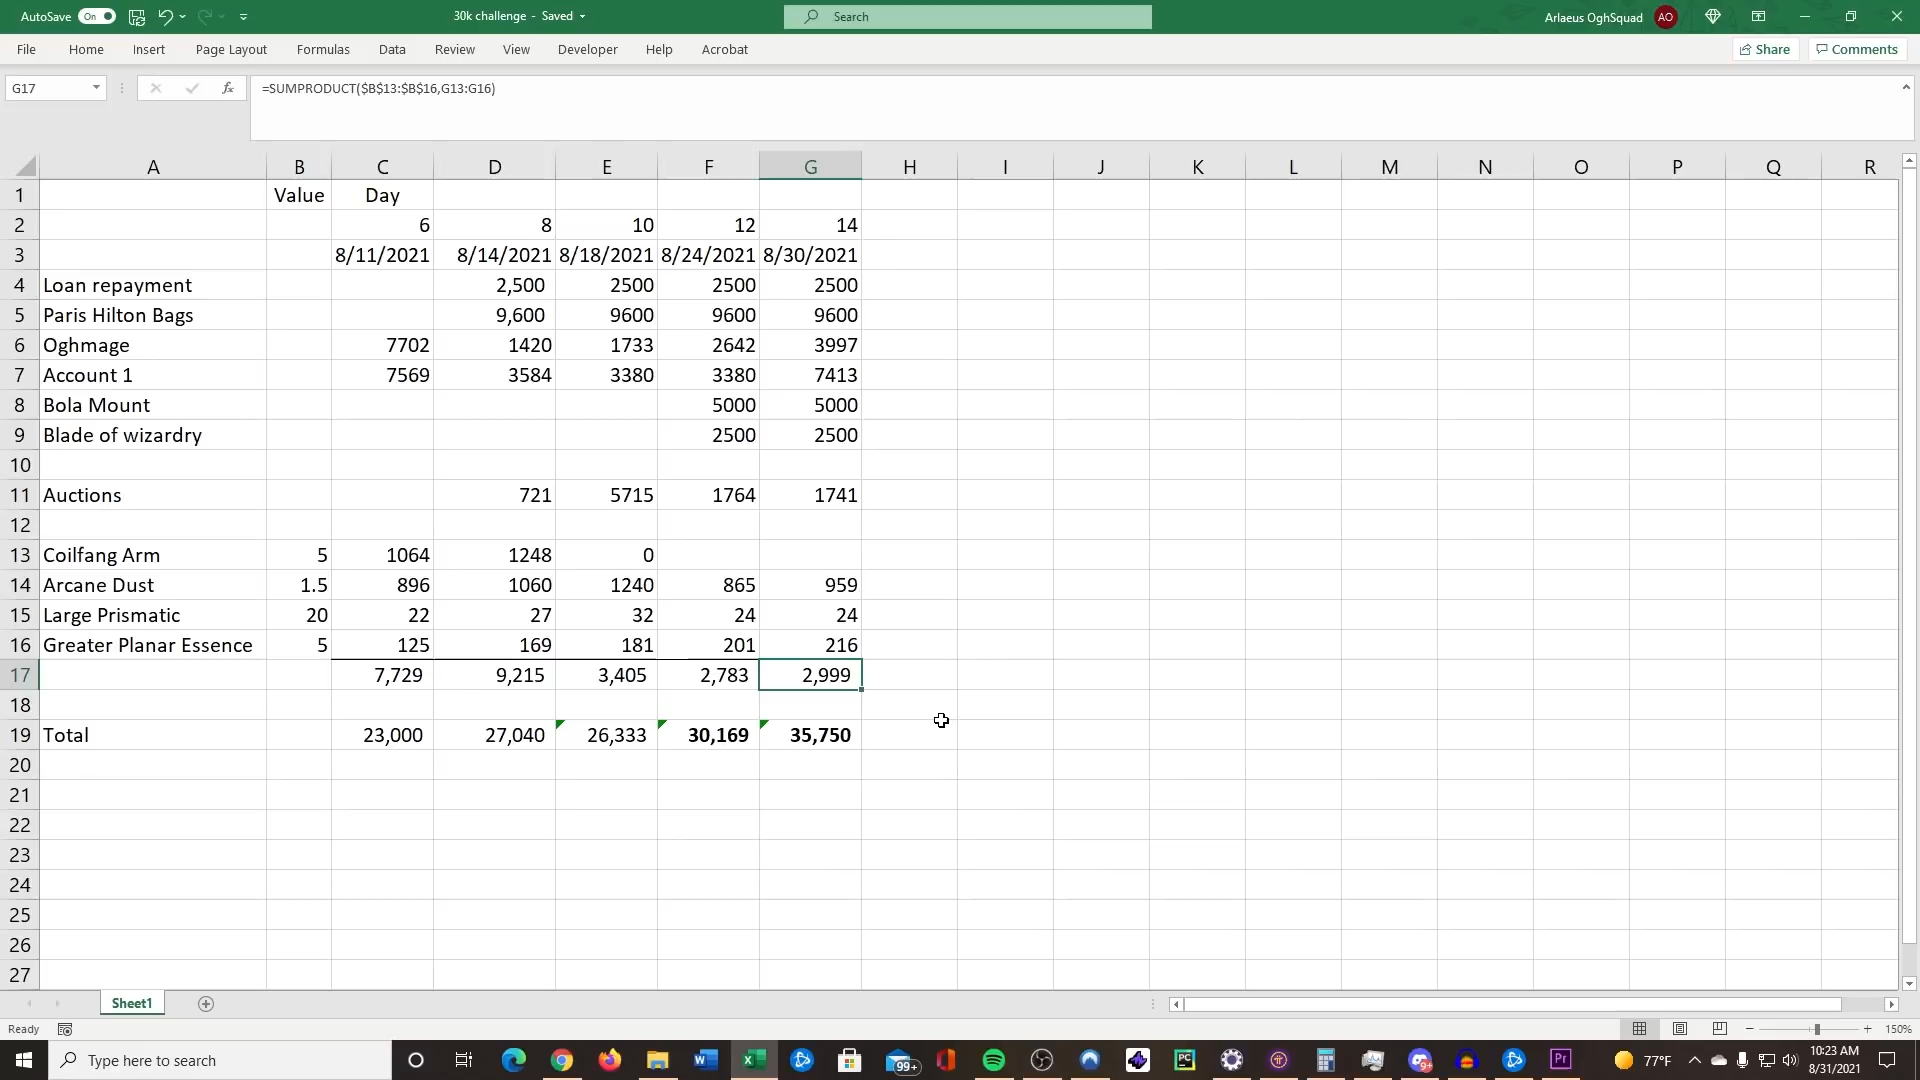 AutoSave On 30k challenge - Saved Search Arlaeus OghSquad AO
File Home Insert Page Layout Formulas Data Review View Developer Help Acrobat Share Comments
G17 fx =SUMPRODUCT($B$13:$B$16,G13:G16)
A B C D E F G H I J K L M N O P Q R
1 Value Day
2 6 8 10 12 14
3 8/11/2021 8/14/2021 8/18/2021 8/24/2021 8/30/2021
4 Loan repayment 2,500 2500 2500 2500
5 Paris Hilton Bags 9,600 9600 9600 9600
6 Oghmage 7702 1420 1733 2642 3997
7 Account 1 7569 3584 3380 3380 7413
8 Bola Mount 5000 5000
9 Blade of wizardry 2500 2500
10
11 Auctions 721 5715 1764 1741
12
13 Coilfang Arm 5 1064 1248 0
14 Arcane Dust 1.5 896 1060 1240 865 959
15 Large Prismatic 20 22 27 32 24 24
16 Greater Planar Essence 5 125 169 181 201 216
17 7,729 9,215 3,405 2,783 2,999
18
19 Total 23,000 27,040 26,333 30,169 35,750
20
21
22
23
24
25
26
27
Sheet1
Ready 150%
Type here to search 99+ PC Pr 77°F 10:23 AM
8/31/2021